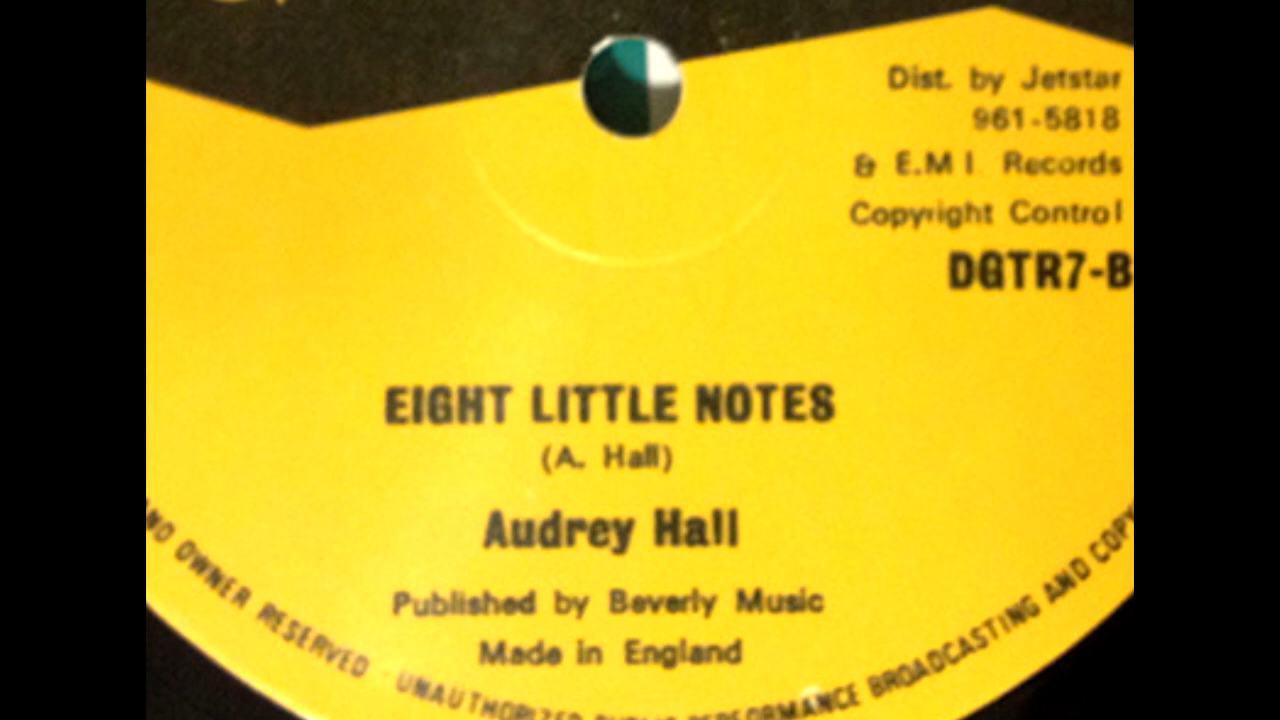 Dist. by Jetstar
961-5818
& E.M I. Records
Copyright Control
DGTR7-B
EIGHT LITTLE NOTES
(A. Hall)
Audrey Hall
Published by Beverly Music
Made in England
OWNER RESERVED · UNAUTHORIZED PUBLIC PERFORMANCE BROADCASTING AND